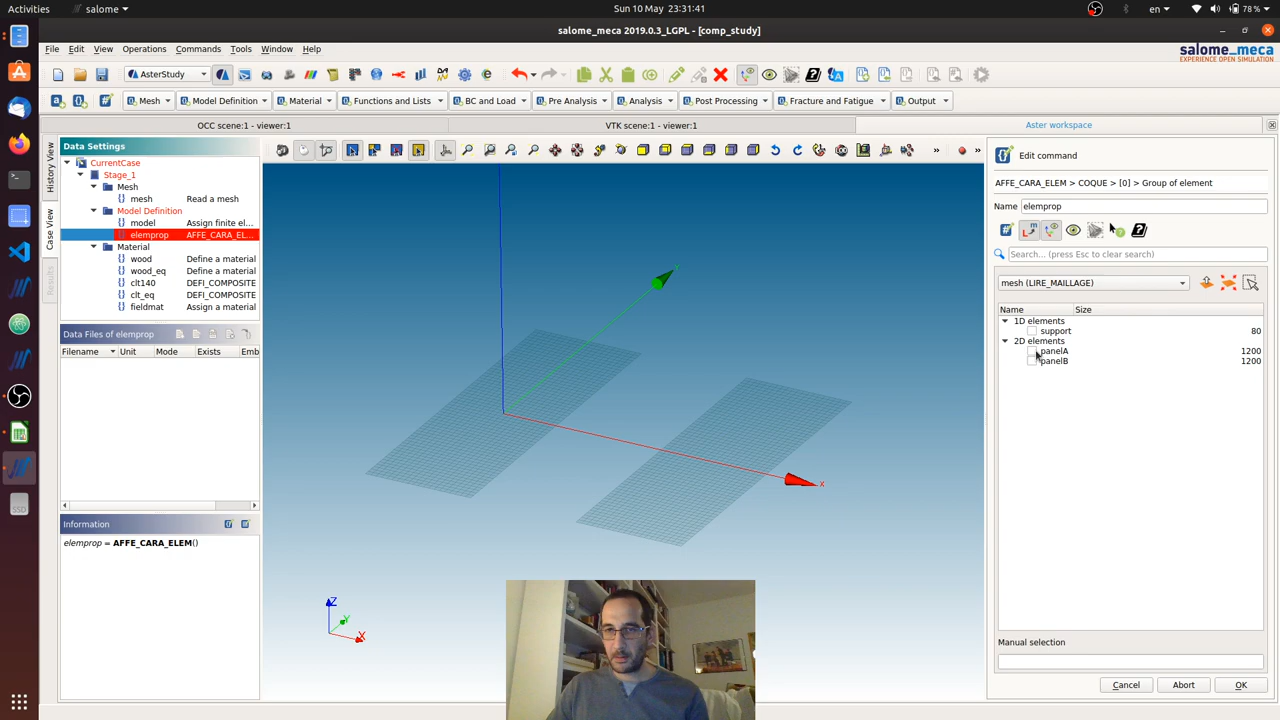 Activities
salome
Sun 10 May 23:31:41
en
78 %
salome_meca 2019.0.3_LGPL - [comp_study]
File Edit View Operations Commands Tools Window Help
salome_meca
EXPERIENCE OPEN SIMULATION
AsterStudy
Mesh Model Definition Material Functions and Lists BC and Load Pre Analysis Analysis Post Processing Fracture and Fatigue Output
OCC scene:1 - viewer:1 VTK scene:1 - viewer:1 Aster workspace
History View
Case View
Results
Data Settings
CurrentCase
Stage_1
Mesh
mesh Read a mesh
Model Definition
model Assign finite el...
elemprop AFFE_CARA_EL...
Material
wood Define a material
wood_eq Define a material
clt140 DEFI_COMPOSITE
clt_eq DEFI_COMPOSITE
fieldmat Assign a material
Data Files of elemprop
Filename Unit Mode Exists Emb
Information
elemprop = AFFE_CARA_ELEM()
Y
X
Z
Y
X
Edit command
AFFE_CARA_ELEM > COQUE > [0] > Group of element
Name elemprop
Search... (press Esc to clear search)
mesh (LIRE_MAILLAGE)
Name Size
1D elements
support 80
2D elements
panelA 1200
panelB 1200
Manual selection
Cancel Abort OK
SSD